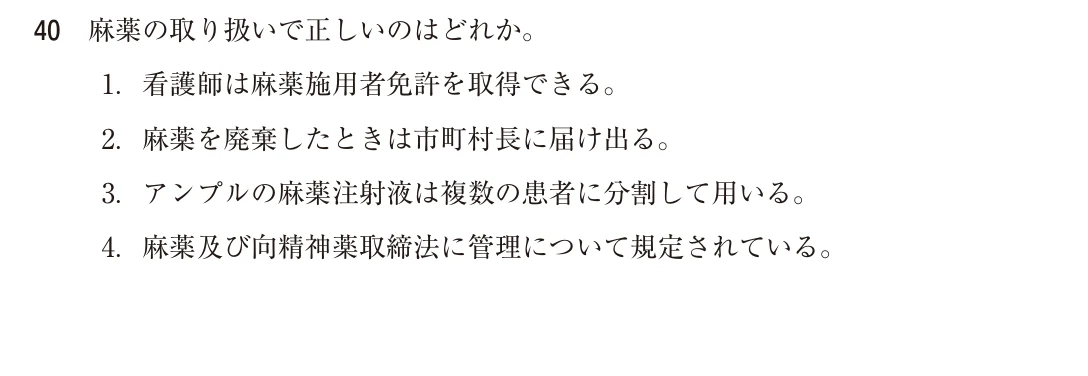 40 麻薬の取り扱いで正しいのはどれか。
1. 看護師は麻薬施用者免許を取得できる。
2. 麻薬を廃棄したときは市町村長に届け出る。
3. アンプルの麻薬注射液は複数の患者に分割して用いる。
4. 麻薬及び向精神薬取締法に管理について規定されている。